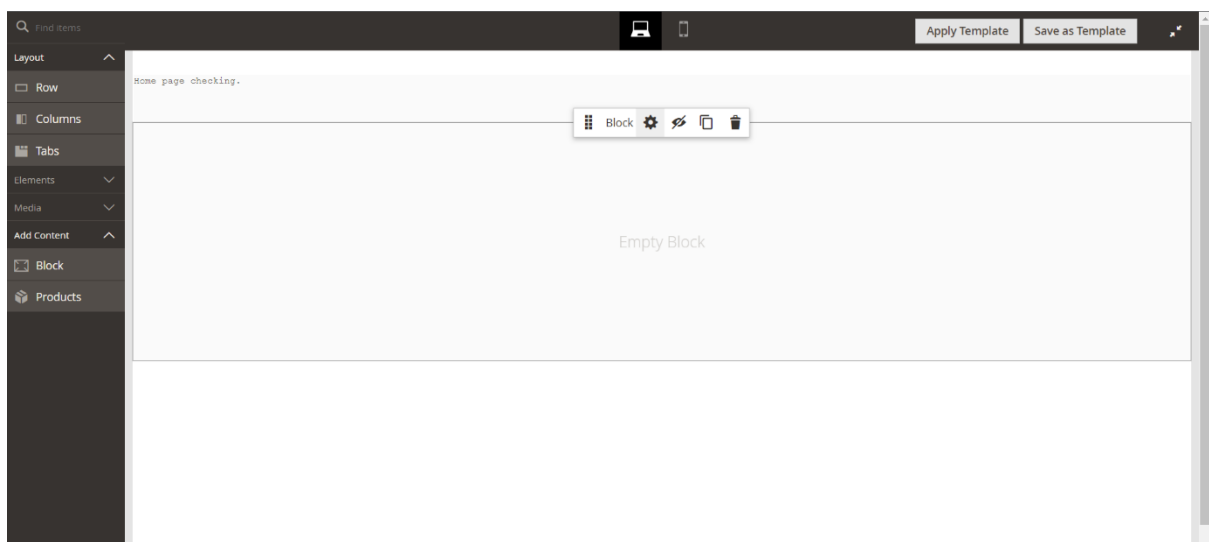 Find items
Apply Template
Save as Template
Layout
Row
Columns
Tabs
Elements
Media
Add Content
Block
Products
Home page checking.
Block
Empty Block